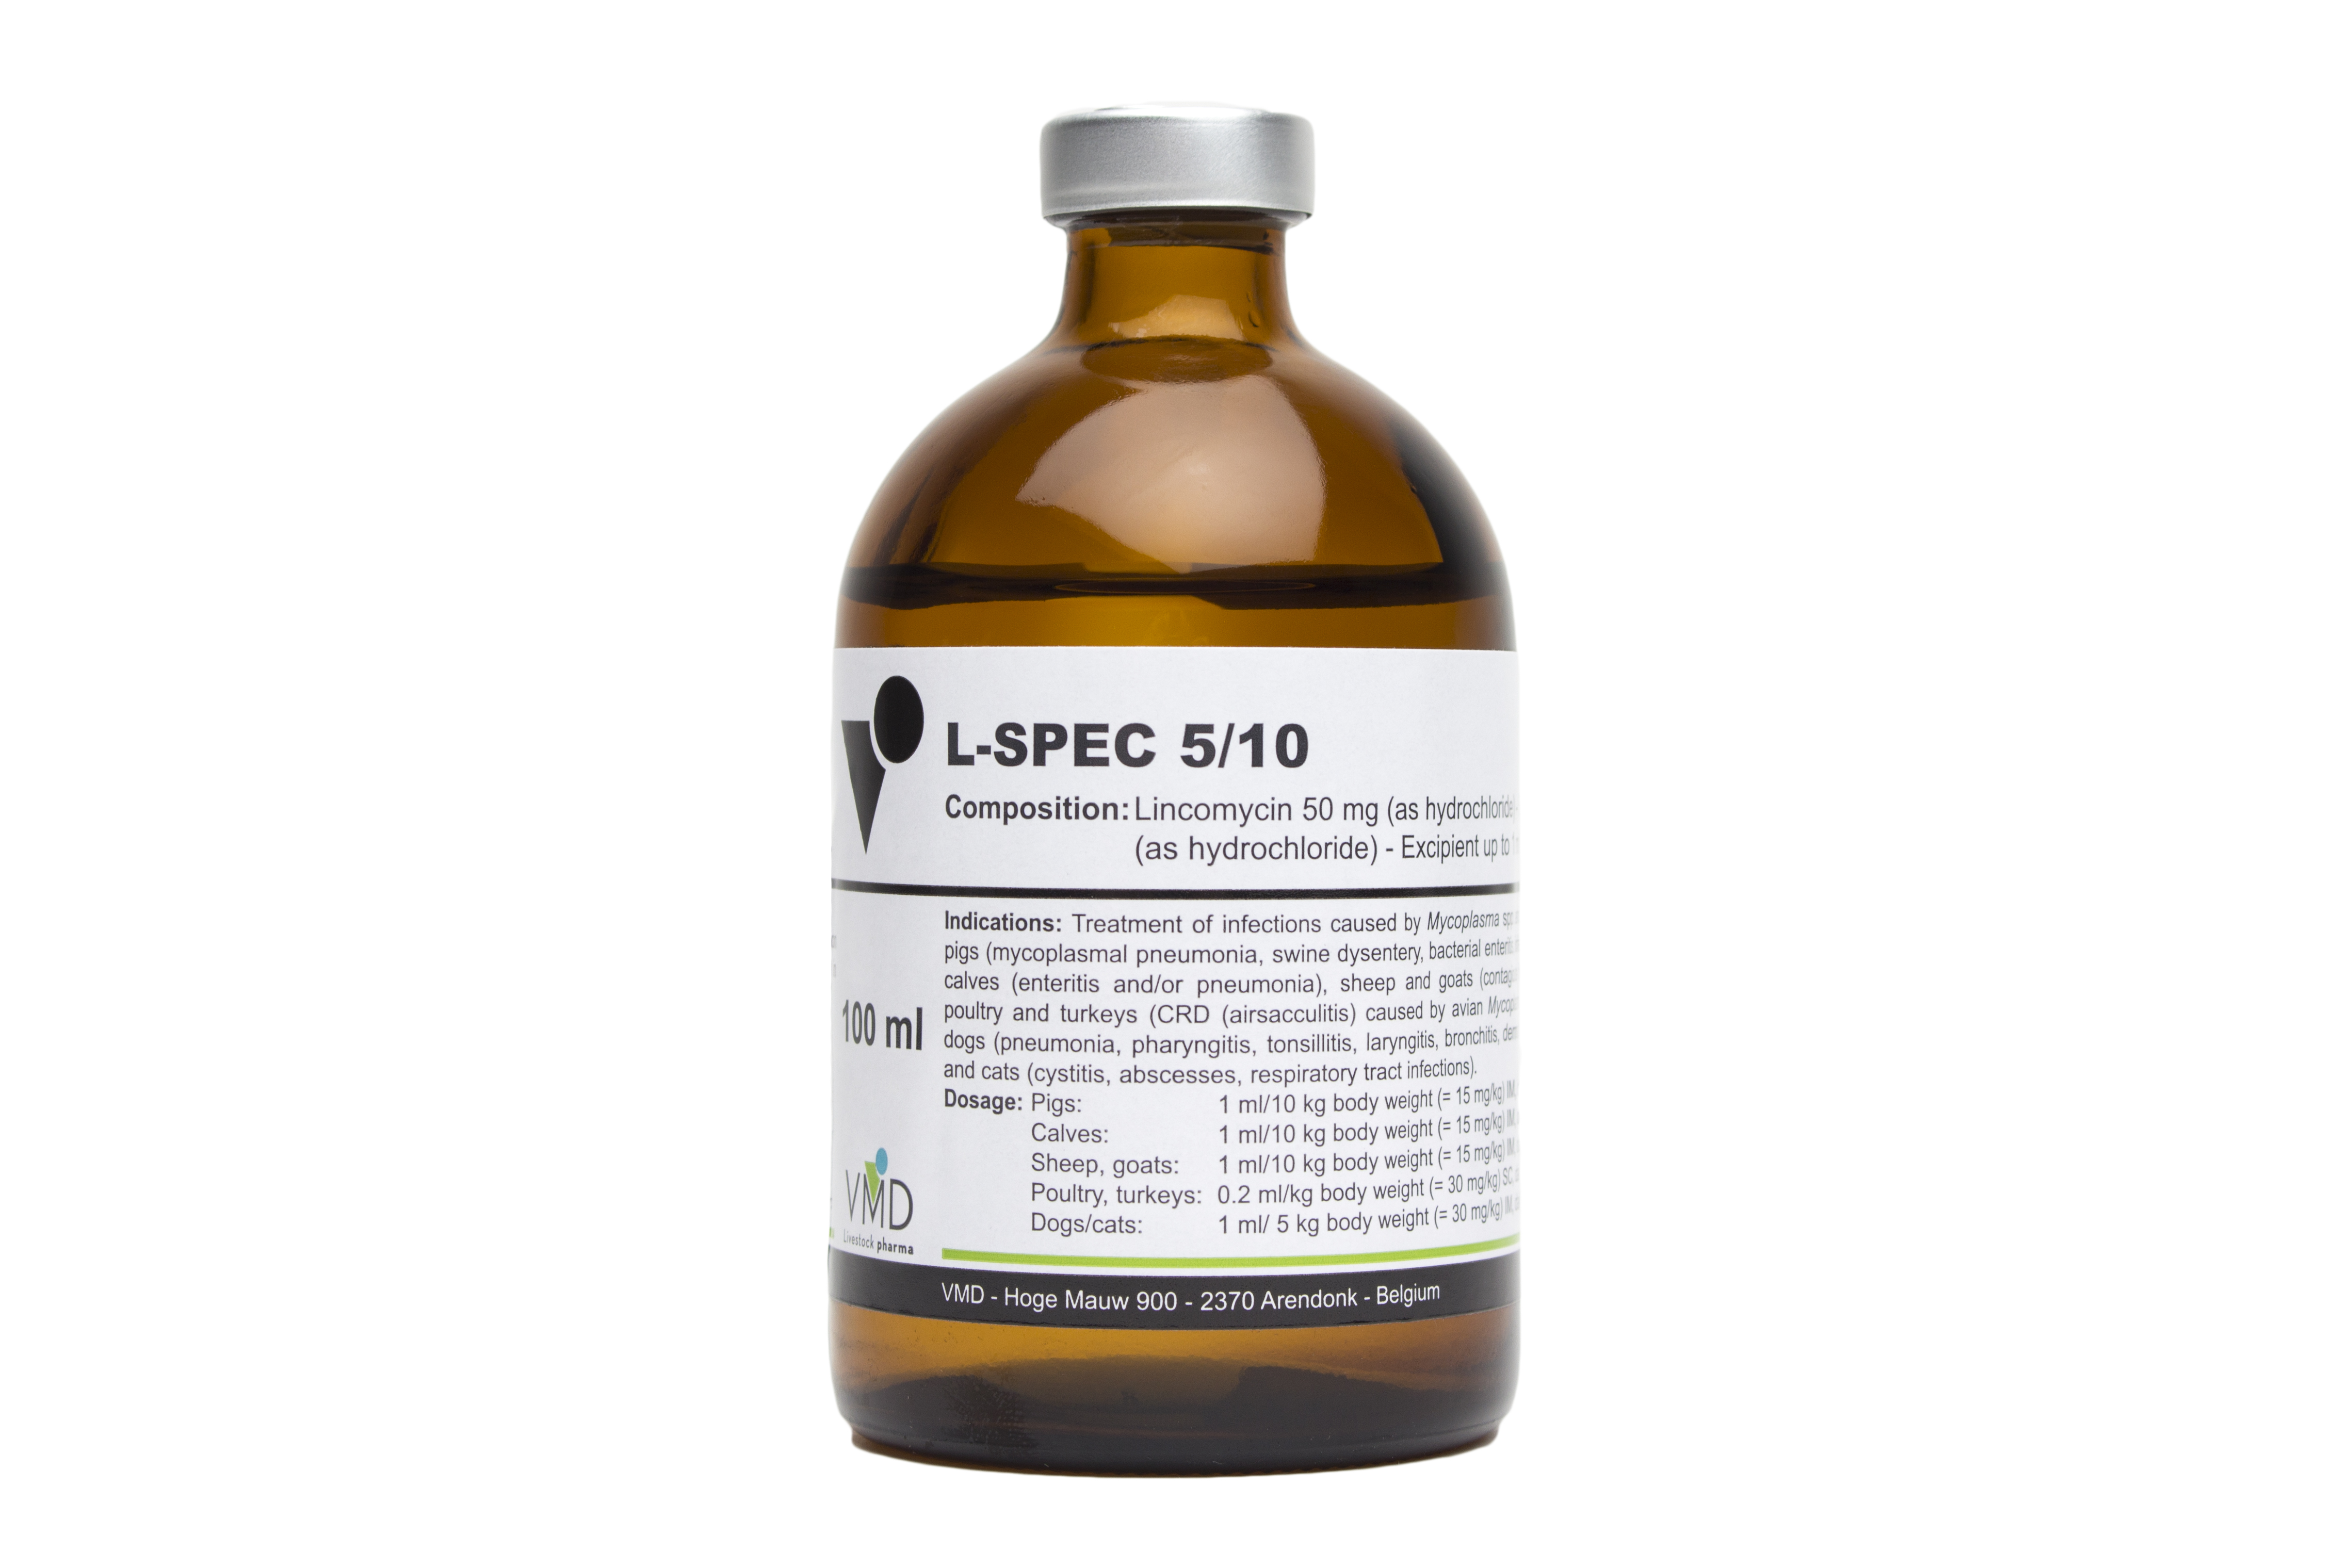 L-SPEC 5/10
Composition: Lincomycin 50 mg (as hydrochloride)
(as hydrochloride) - Excipient up to 1
Indications: Treatment of infections caused by Mycoplasma spp.
pigs (mycoplasmal pneumonia, swine dysentery, bacterial
calves (enteritis and/or pneumonia), sheep and goats
poultry and turkeys (CRD (airsacculitis) caused by avian
dogs (pneumonia, pharyngitis, tonsillitis, laryngitis, bronchitis,
and cats (cystitis, abscesses, respiratory tract infections).
Dosage: Pigs: 1 ml/10 kg body weight (= 15 mg/kg) IM,
Calves: 1 ml/10 kg body weight (= 15 mg/kg) IM,
Sheep, goats: 1 ml/10 kg body weight (= 15 mg/kg) IM,
Poultry, turkeys: 0.2 ml/kg body weight (= 30 mg/kg) SC,
Dogs/cats: 1 ml/ 5 kg body weight (= 30 mg/kg) IM,
100 ml
VMD
Livestock pharma
VMD - Hoge Mauw 900 - 2370 Arendonk - Belgium